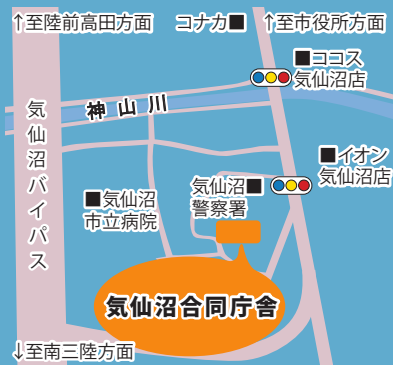 ↑至陸前高田方面
コナカ■
↑至市役所方面
■ココス
気仙沼店
神山川
気仙沼バイパス
■イオン
気仙沼店
気仙沼■
警察署
■気仙沼
市立病院
気仙沼合同庁舎
↓至南三陸方面